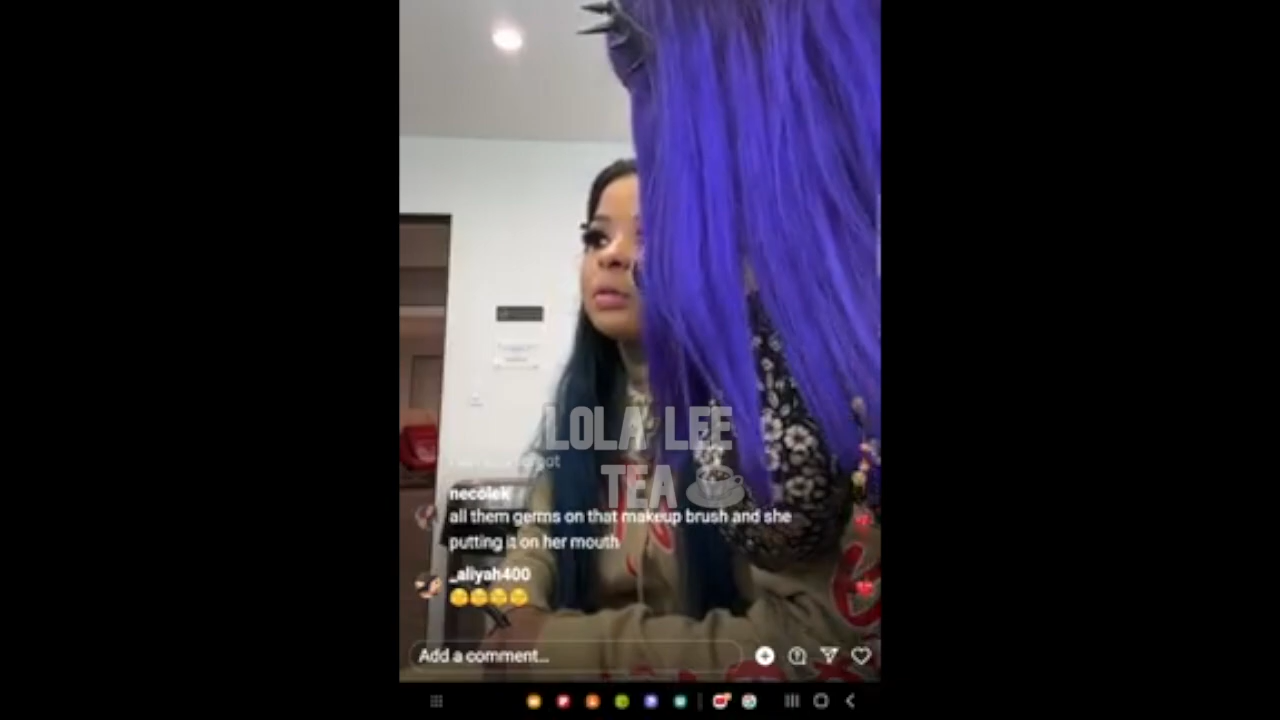 LOLA LEE
TEA
necolek
all them germs on that makeup brush and she
putting it on her mouth
_aliyah400
Add a comment…